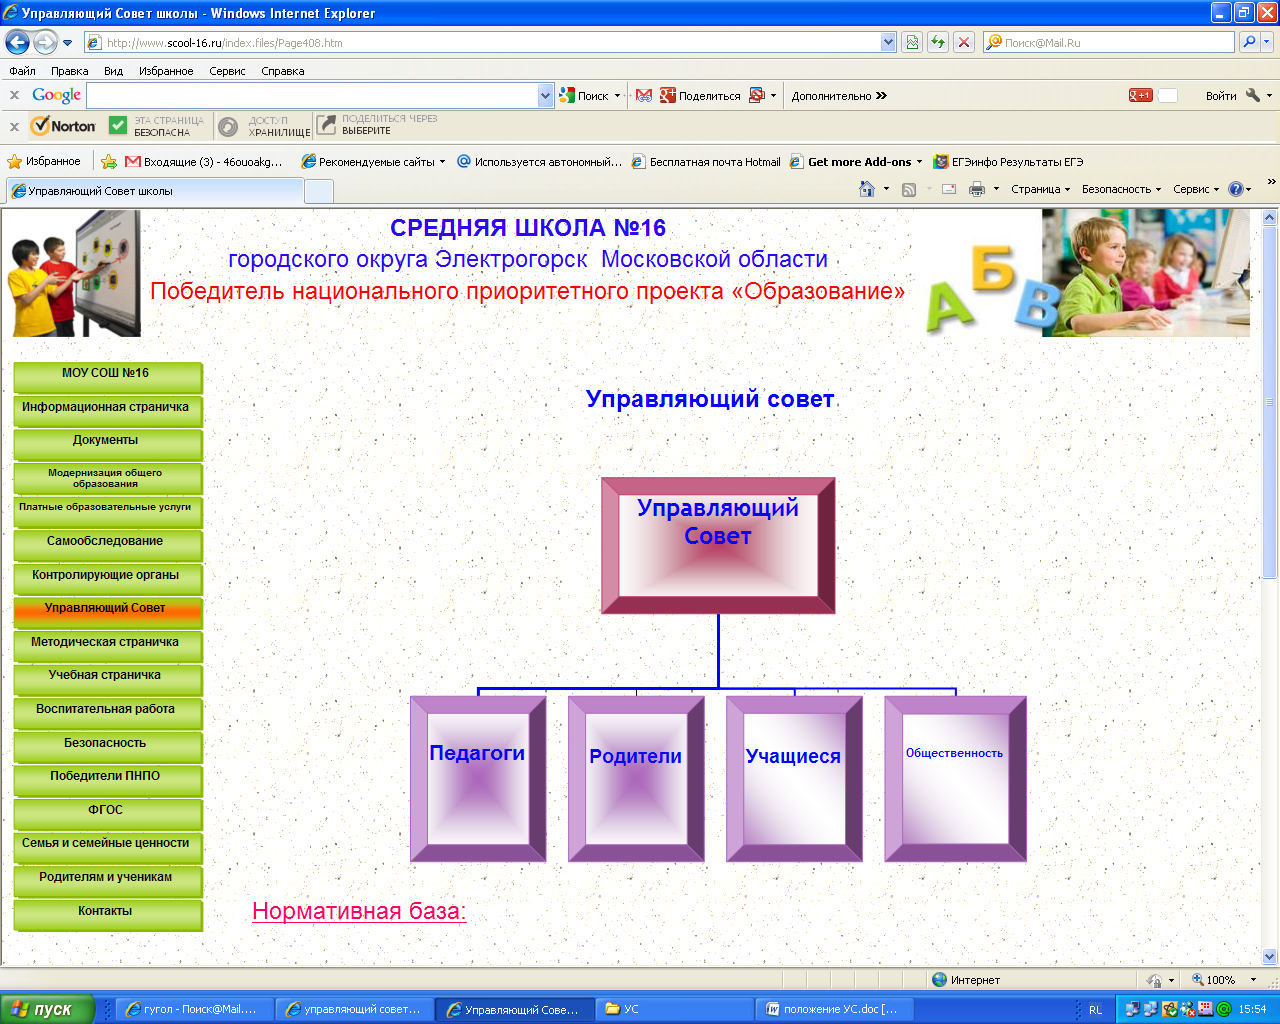 Управляющий Совет школы - Windows Internet Explorer
http://www.scool-16.ru/index.files/Page408.htm
Поиск@Mail.Ru
Файл Правка Вид Избранное Сервис Справка
x Google Поиск Поделиться Дополнительно » g +1 Войти
x Norton ЭТА СТРАНИЦА БЕЗОПАСНА ДОСТУП ХРАНИЛИЩЕ ПОДЕЛИТЬСЯ ЧЕРЕЗ ВЫБЕРИТЕ
Избранное Входящие (3) - 46ouoakg... Рекомендуемые сайты Используется автономный... Бесплатная почта Hotmail Get more Add-ons ЕГЭинфо Результаты ЕГЭ
Управляющий Совет школы Страница Безопасность Сервис »
СРЕДНЯЯ ШКОЛА №16
городского округа Электрогорск Московской области
Победитель национального приоритетного проекта «Образование»
А Б В
МОУ СОШ №16
Информационная страничка
Документы
Модернизация общего
образования
Платные образовательные услуги
Самообследование
Контролирующие органы
Управляющий Совет
Методическая страничка
Учебная страничка
Воспитательная работа
Безопасность
Победители ПНПО
ФГОС
Семья и семейные ценности
Родителям и ученикам
Контакты
Управляющий совет
Управляющий
Совет
Педагоги
Родители
Учащиеся
Общественность
Нормативная база:
Интернет 100%
пуск гугол - Поиск@Mail.... управляющий совет... Управляющий Сове... УС положение УС.doc [... RL 15:54